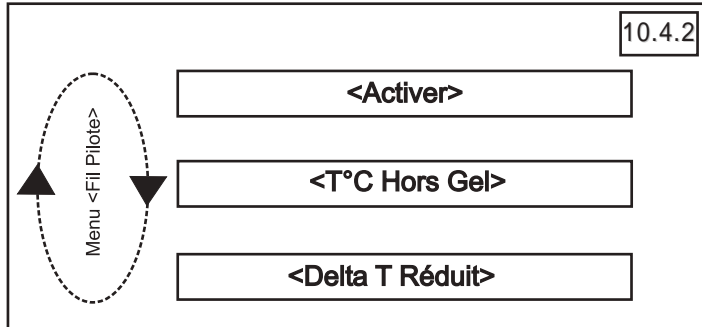 10.4.2
<Activer>
Menu <Fil Pilote>
<T°C Hors Gel>
<Delta T Réduit>